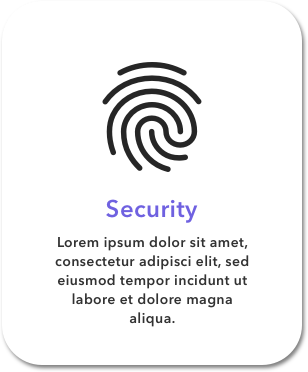 Security
Lorem ipsum dolor sit amet,
consectetur adipisci elit, sed
eiusmod tempor incidunt ut
labore et dolore magna
aliqua.